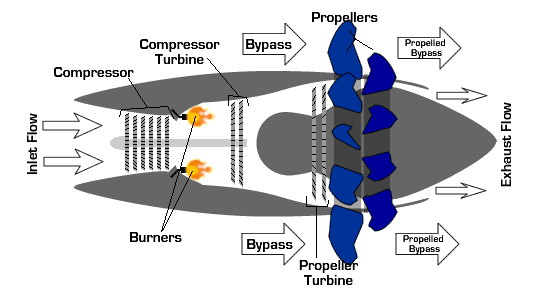 Propellers
Bypass
Propelled
Bypass
Compressor
Turbine
Compressor
Inlet Flow
Exhaust Flow
Burners
Bypass
Propelled
Bypass
Propeller
Turbine